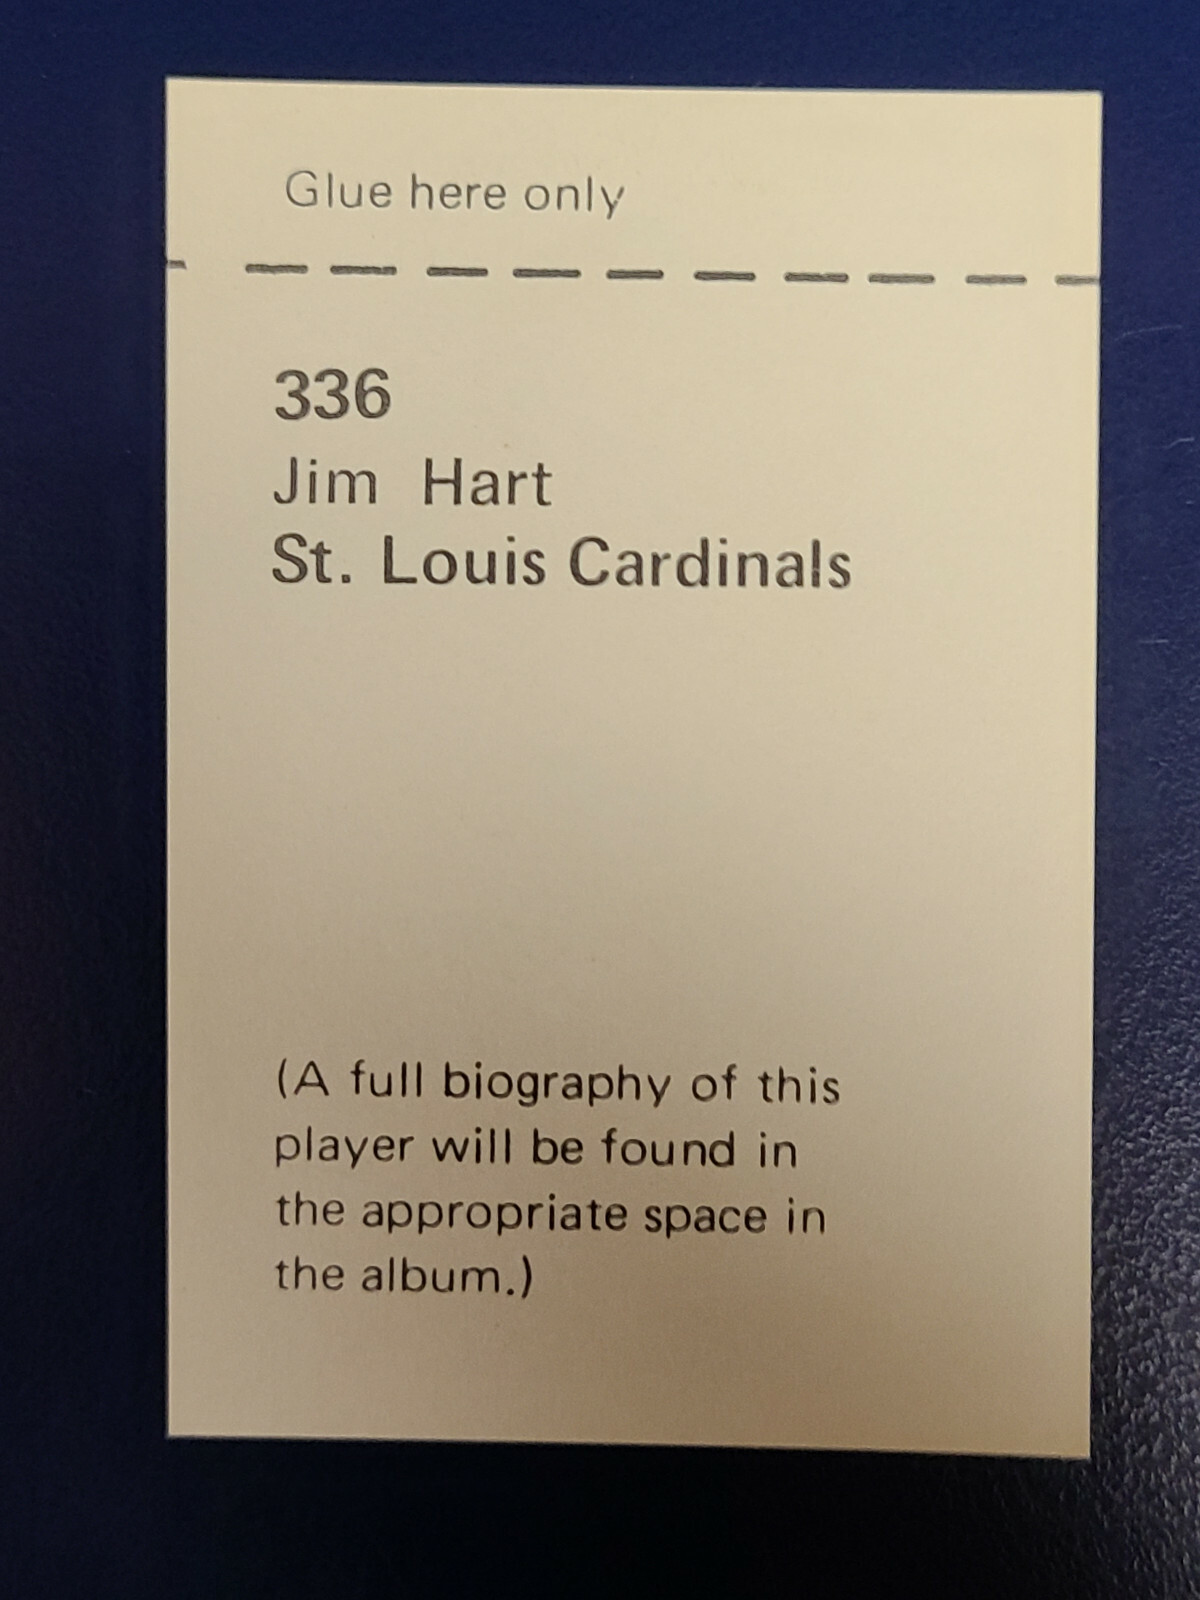 Glue here only
336
Jim Hart
St. Louis Cardinals
(A full biography of this
player will be found in
the appropriate space in
the album.)